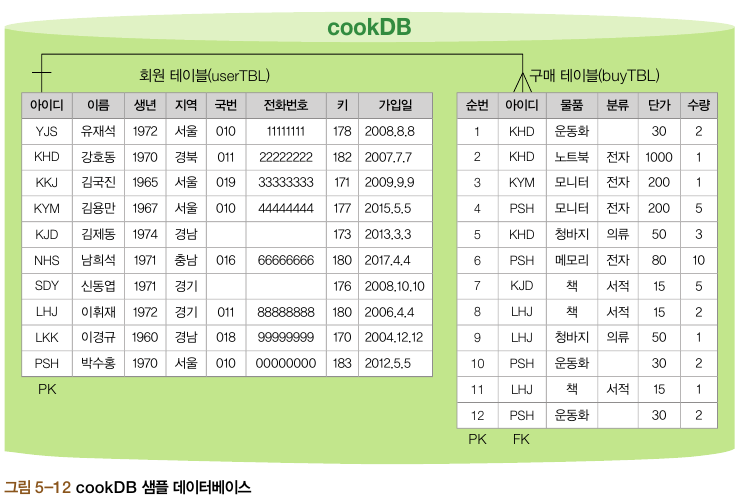 cookDB
회원 테이블(userTBL)
아이디 이름 생년 지역 국번 전화번호 키 가입일
YJS 유재석 1972 서울 010 11111111 178 2008.8.8
KHD 강호동 1970 경북 011 22222222 182 2007.7.7
KKJ 김국진 1965 서울 019 33333333 171 2009.9.9
KYM 김용만 1967 서울 010 44444444 177 2015.5.5
KJD 김제동 1974 경남 173 2013.3.3
NHS 남희석 1971 충남 016 66666666 180 2017.4.4
SDY 신동엽 1971 경기 176 2008.10.10
LHJ 이휘재 1972 경기 011 88888888 180 2006.4.4
LKK 이경규 1960 경남 018 99999999 170 2004.12.12
PSH 박수홍 1970 서울 010 00000000 183 2012.5.5
PK
구매 테이블(buyTBL)
순번 아이디 물품 분류 단가 수량
1 KHD 운동화 30 2
2 KHD 노트북 전자 1000 1
3 KYM 모니터 전자 200 1
4 PSH 모니터 전자 200 5
5 KHD 청바지 의류 50 3
6 PSH 메모리 전자 80 10
7 KJD 책 서적 15 5
8 LHJ 책 서적 15 2
9 LHJ 청바지 의류 50 1
10 PSH 운동화 30 2
11 LHJ 책 서적 15 1
12 PSH 운동화 30 2
PK FK
그림 5-12 cookDB 샘플 데이터베이스